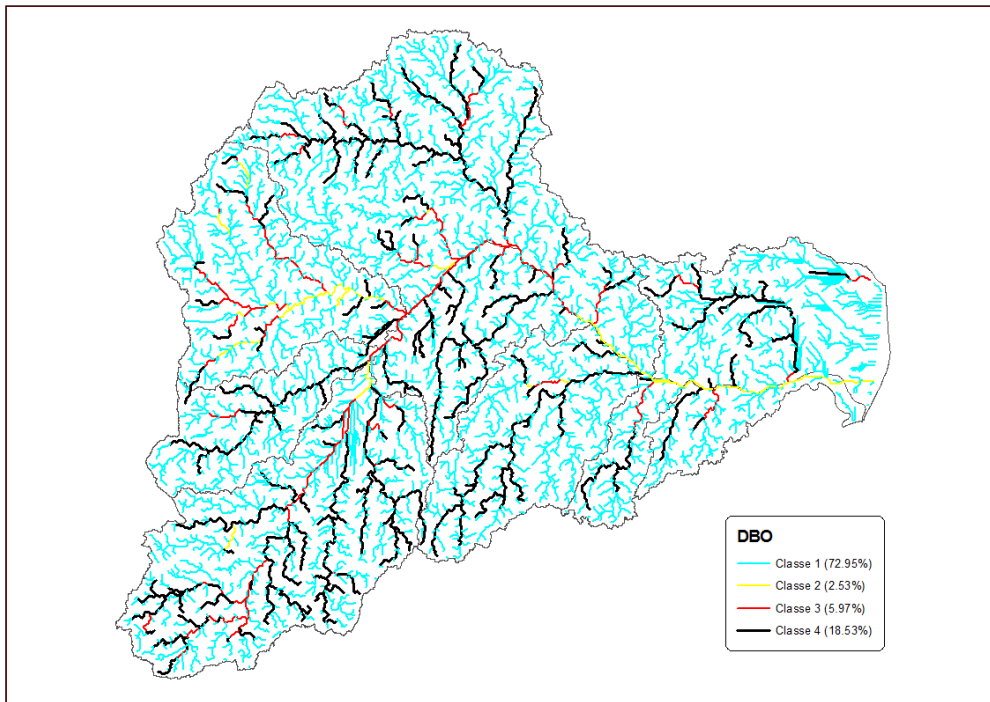 DBO
Classe 1 (72.95%)
Classe 2 (2.53%)
Classe 3 (5.97%)
Classe 4 (18.53%)